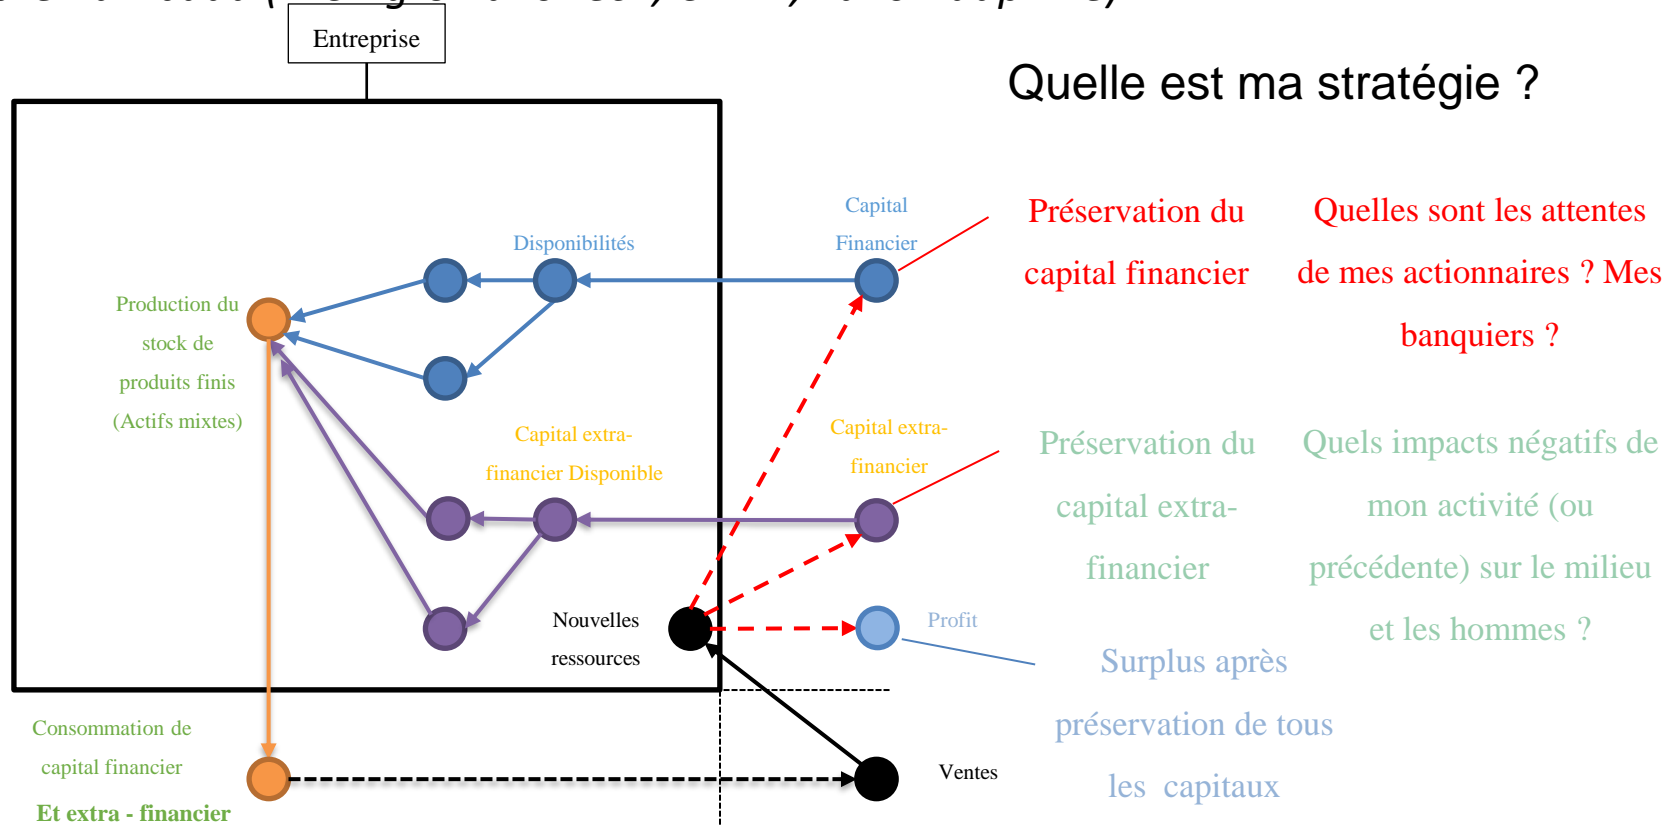 Entreprise
Quelle est ma stratégie ?
Capital
Financier
Disponibilités
Production du
stock de
produits finis
(Actifs mixtes)
Préservation du
capital financier
Quelles sont les attentes
de mes actionnaires ? Mes
banquiers ?
Capital extra-
financier Disponible
Capital extra-
financier
Préservation du
capital extra-
financier
Quels impacts négatifs de
mon activité (ou
précédente) sur le milieu
et les hommes ?
Nouvelles
ressources
Profit
Surplus après
préservation de tous
les capitaux
Consommation de
capital financier
Et extra - financier
Ventes